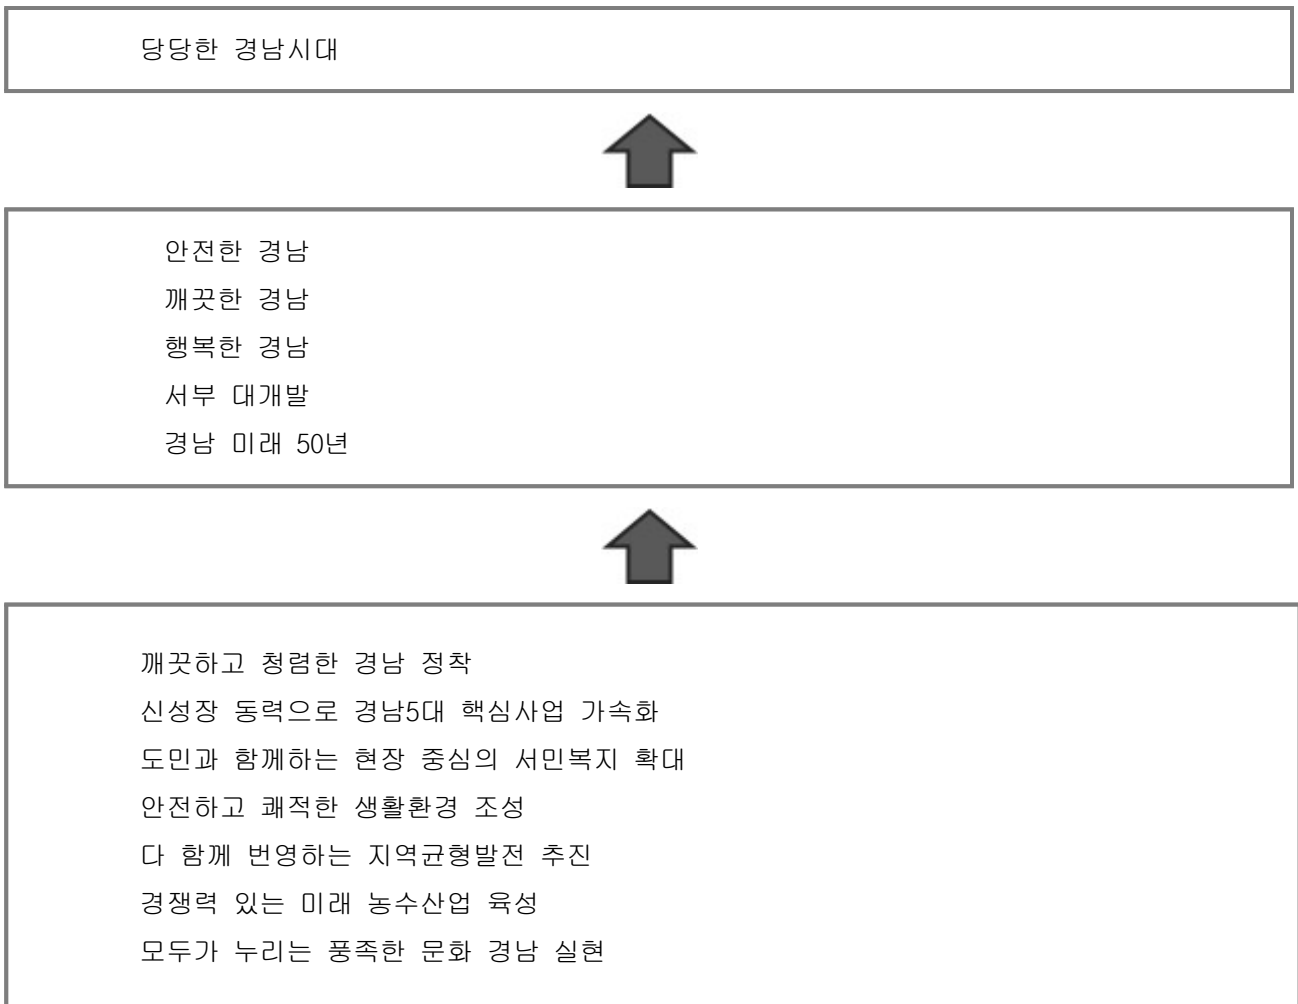 당당한 경남시대
안전한 경남
깨끗한 경남
행복한 경남
서부 대개발
경남 미래 50년
깨끗하고 청렴한 경남 정착
신성장 동력으로 경남5대 핵심사업 가속화
도민과 함께하는 현장 중심의 서민복지 확대
안전하고 쾌적한 생활환경 조성
다 함께 번영하는 지역균형발전 추진
경쟁력 있는 미래 농수산업 육성
모두가 누리는 풍족한 문화 경남 실현